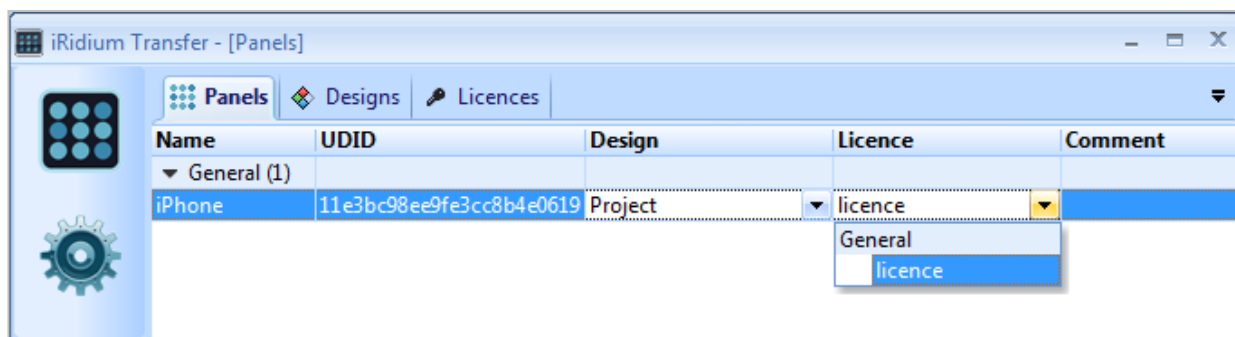 iRidium Transfer - [Panels]
Panels Designs Licences
Name UDID Design Licence Comment
General (1)
iPhone 11e3bc98ee9fe3cc8b4e0619 Project licence
General
licence